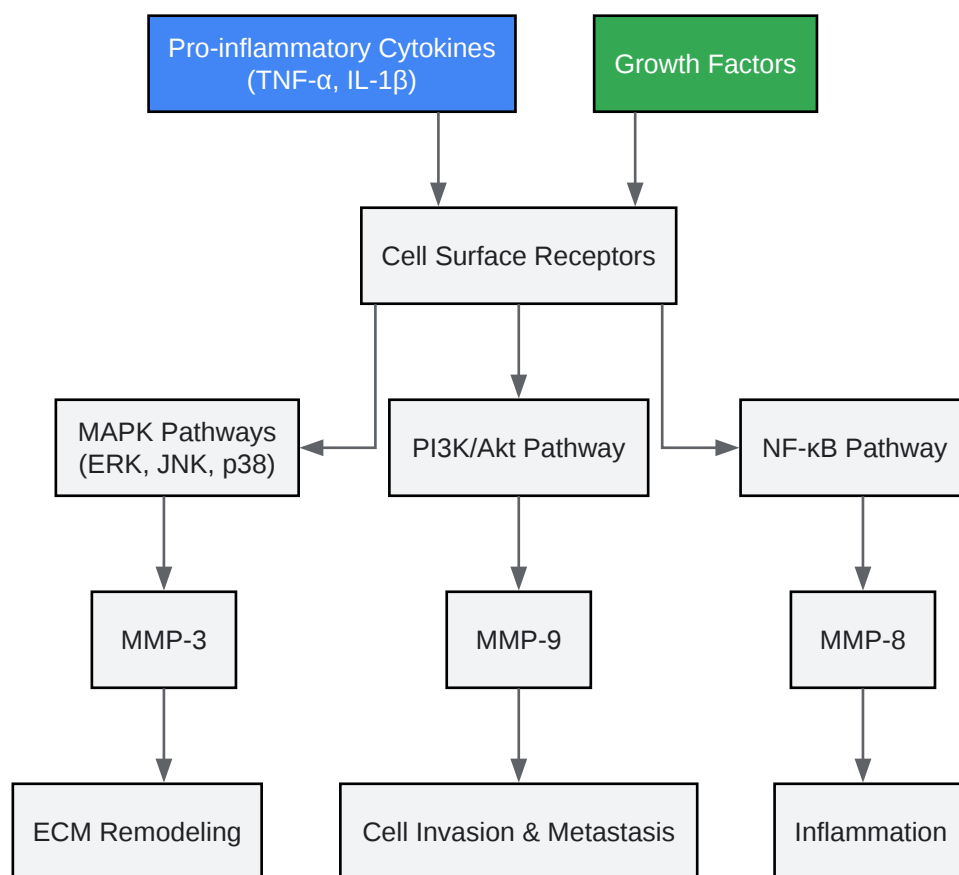 Pro-inflammatory Cytokines
(TNF-α, IL-1β)
Growth Factors
Cell Surface Receptors
MAPK Pathways
(ERK, JNK, p38)
PI3K/Akt Pathway
NF-κB Pathway
MMP-3
MMP-9
MMP-8
ECM Remodeling
Cell Invasion & Metastasis
Inflammation